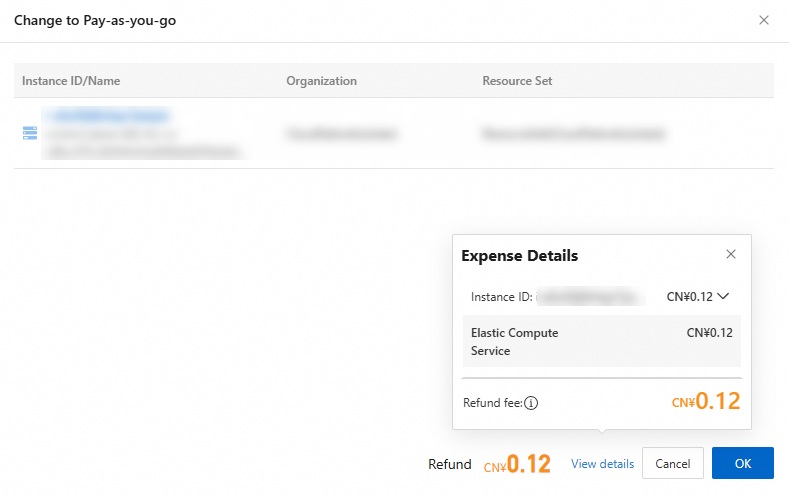 Change to Pay-as-you-go
Instance ID/Name Organization Resource Set
Expense Details
Instance ID: CN¥0.12
Elastic Compute CN¥0.12
Service
Refund fee: CN¥0.12
Refund CN¥0.12 View details Cancel OK